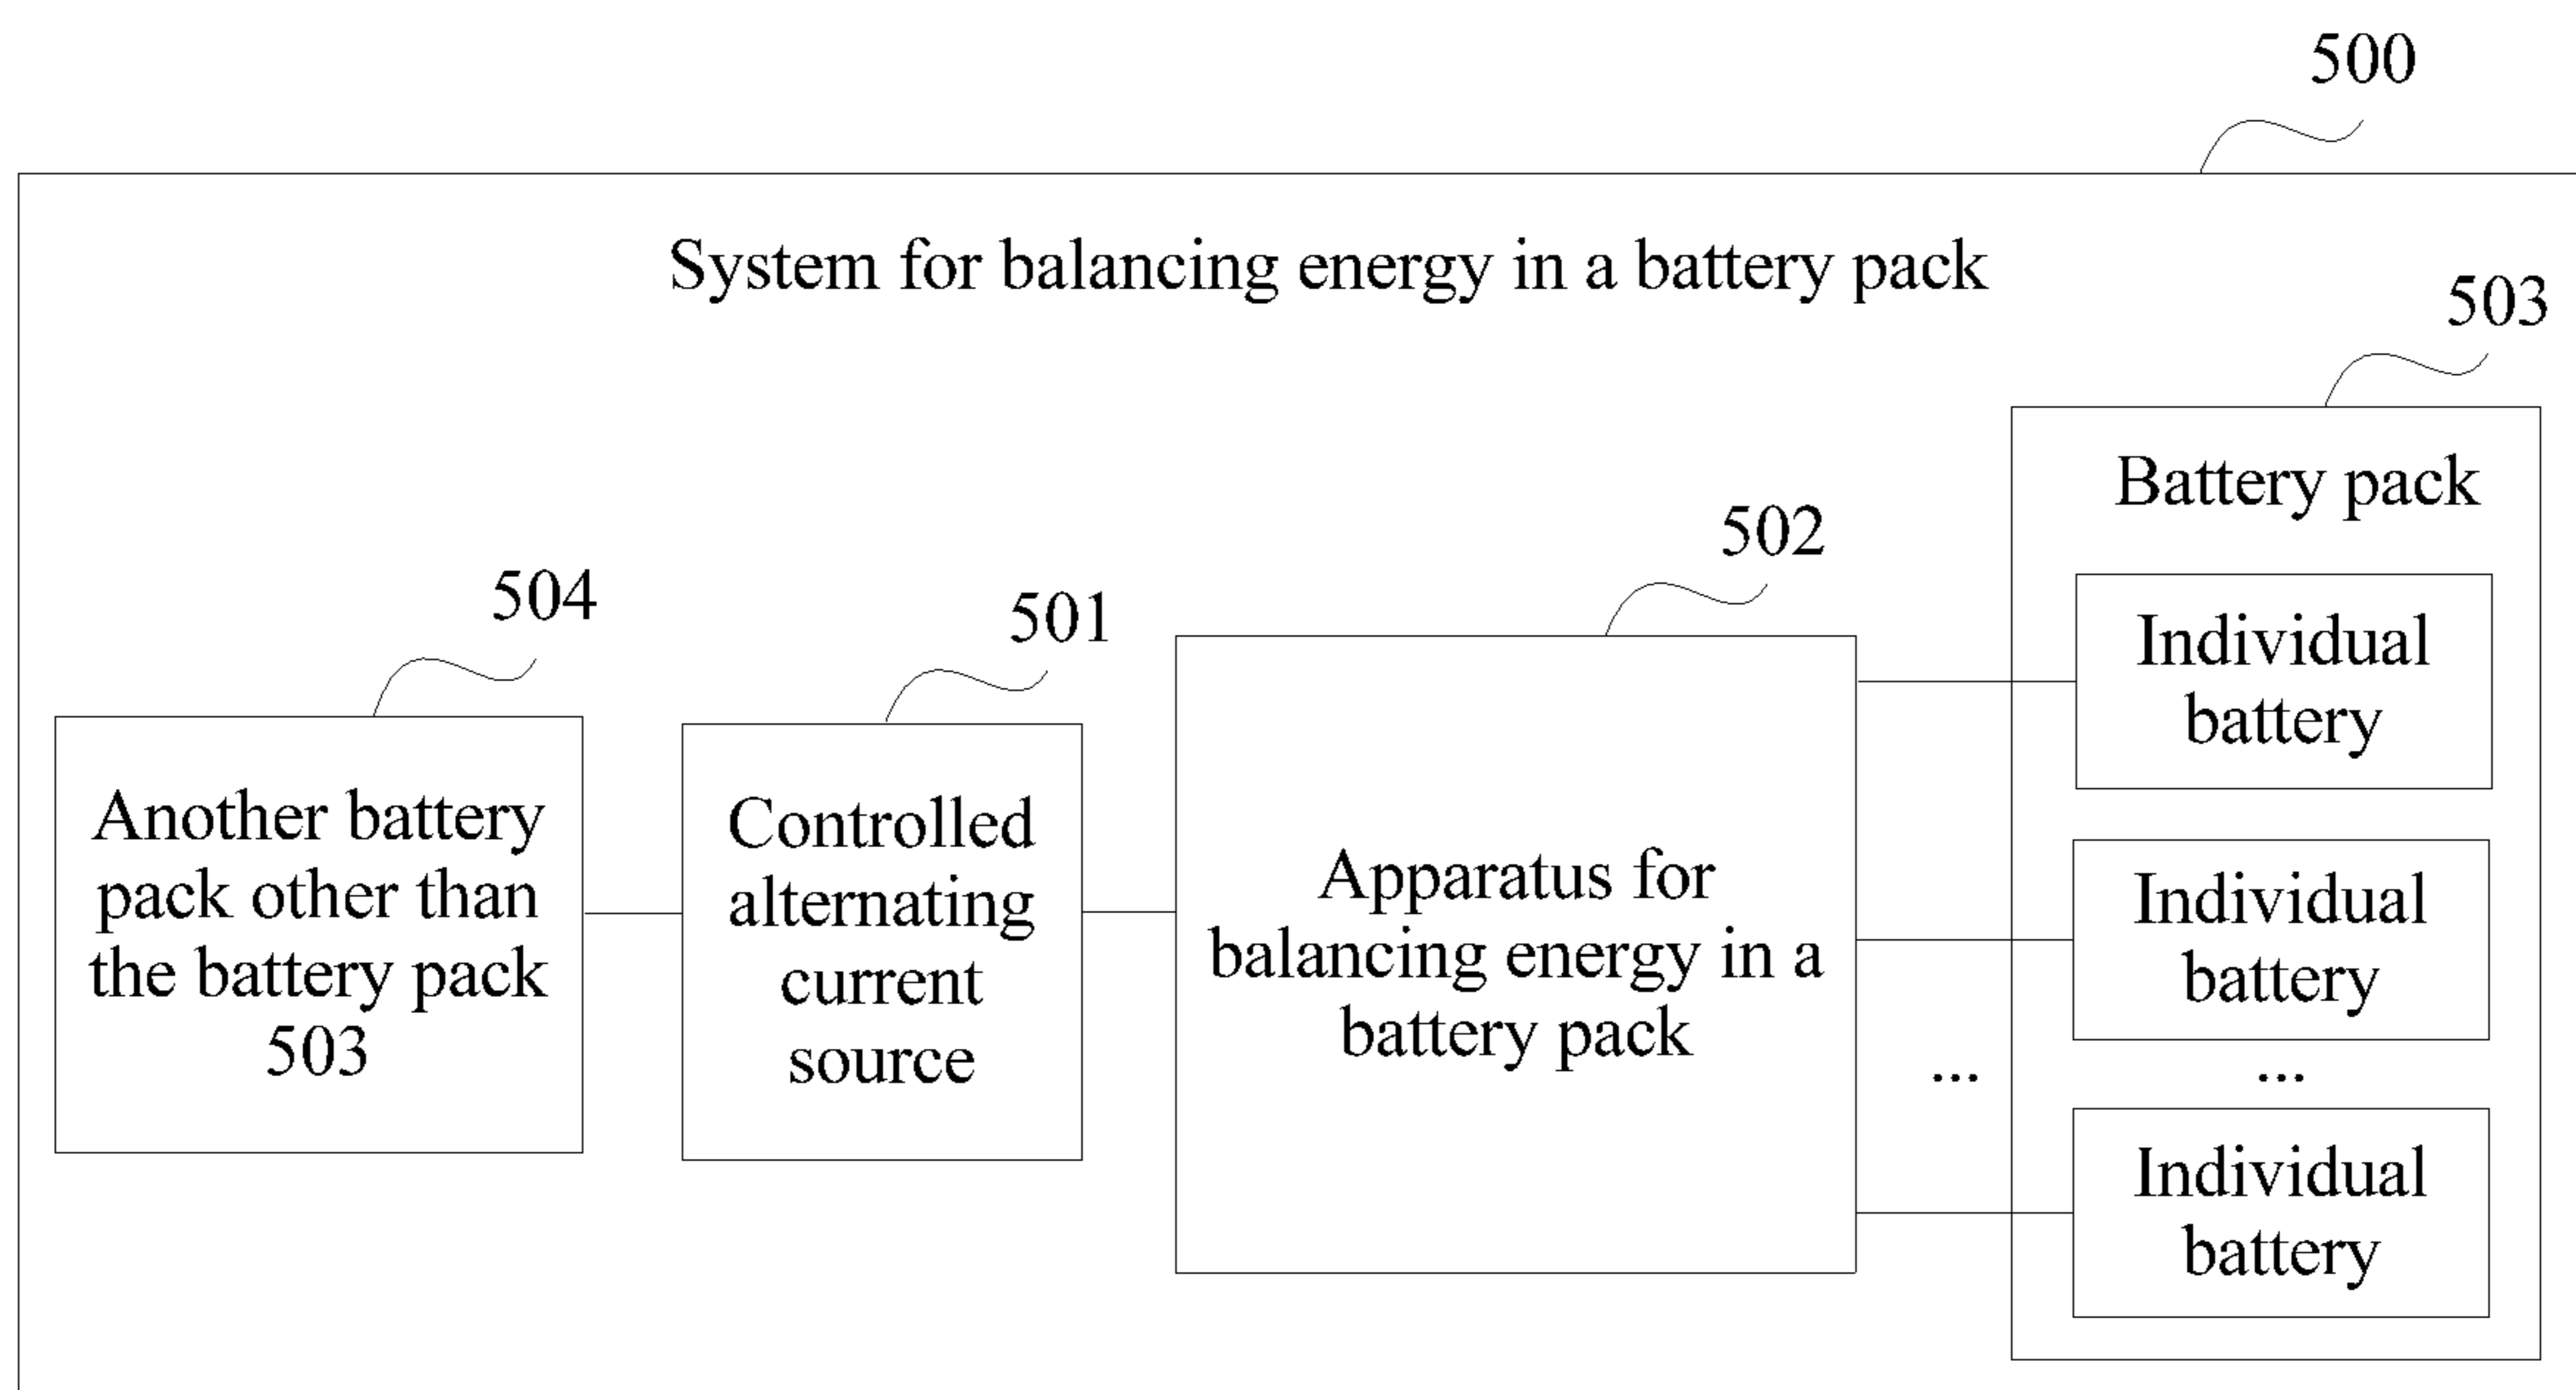 500
System for balancing energy in a battery pack
503
Battery pack
502
504
501
Individual
battery
Another battery
pack other than
the battery pack
503
Controlled
alternating
current
source
Apparatus for
balancing energy in a
battery pack
Individual
battery
...
...
Individual
battery